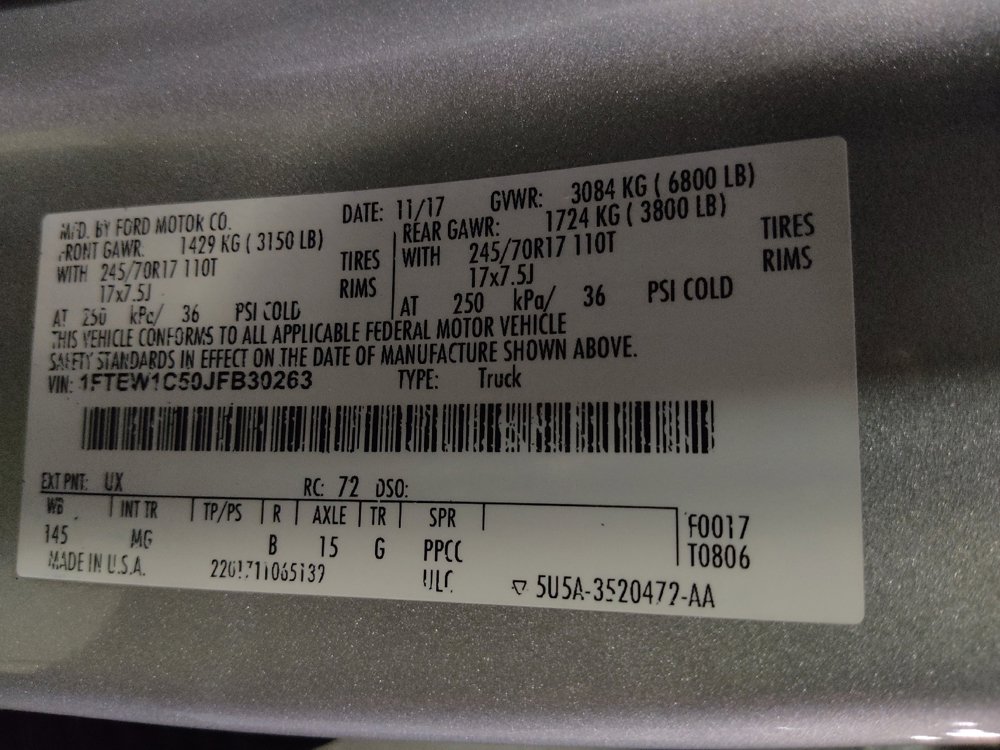 MFD. BY FORD MOTOR CO. DATE: 11/17 GVWR: 3084 KG ( 6800 LB)
FRONT GAWR: 1429 KG ( 3150 LB) REAR GAWR: 1724 KG ( 3800 LB)
WITH 245/70R17 110T TIRES WITH 245/70R17 110T TIRES
17x7.5J RIMS 17x7.5J RIMS
AT 250 kPa/ 36 PSI COLD AT 250 kPa/ 36 PSI COLD
THIS VEHICLE CONFORMS TO ALL APPLICABLE FEDERAL MOTOR VEHICLE
SAFETY STANDARDS IN EFFECT ON THE DATE OF MANUFACTURE SHOWN ABOVE.
VIN: 1FTEW1C50JFB30263 TYPE: Truck
EXT PNT: UX RC: 72 DSO:
WB INT TR TP/PS R AXLE TR SPR F0017
145 MG B 15 G PPCC T0806
MADE IN U.S.A. ULC 5U5A-3520472-AA